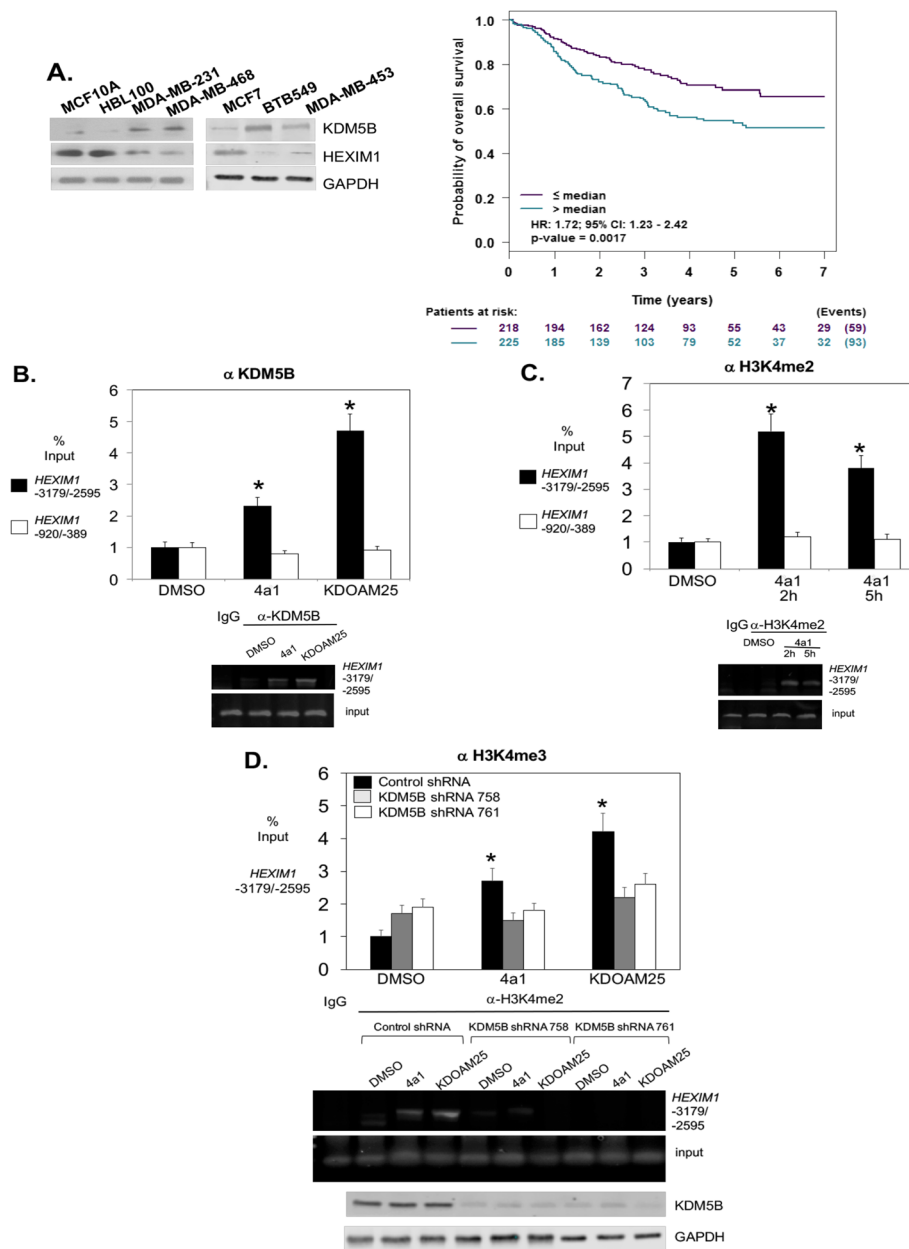 A.
MCF10A
HBL100
MDA-MB-231
MDA-MB-468
MCF7
BTB549
MDA-MB-453
KDM5B
HEXIM1
GAPDH
Probability of overall survival
1.0
0.8
0.6
0.4
0.2
0.0
≤ median
> median
HR: 1.72; 95% CI: 1.23 - 2.42
p-value = 0.0017
0 1 2 3 4 5 6 7
Time (years)
Patients at risk: (Events)
218 194 162 124 93 55 43 29 (59)
225 185 139 103 79 52 37 32 (93)
B.
α KDM5B
%
Input
HEXIM1
-3179/-2595
HEXIM1
-920/-389
6
5
4
3
2
1
0
* *
DMSO 4a1 KDOAM25
IgG α-KDM5B
DMSO 4a1 KDOAM25
HEXIM1
-3179/
-2595
input
C.
α H3K4me2
%
Input
HEXIM1
-3179/-2595
HEXIM1
-920/-389
7
6
5
4
3
2
1
0
* *
DMSO 4a1 4a1
2h 5h
IgG α-H3K4me2
DMSO 4a1
2h 5h
HEXIM1
-3179/
-2595
input
D.
α H3K4me3
%
Input
HEXIM1
-3179/-2595
6
5
4
3
2
1
0
Control shRNA
KDM5B shRNA 758
KDM5B shRNA 761
* *
DMSO 4a1 KDOAM25
IgG α-H3K4me2
Control shRNA KDM5B shRNA 758 KDM5B shRNA 761
DMSO 4a1 KDOAM25 DMSO 4a1 KDOAM25 DMSO 4a1 KDOAM25
HEXIM1
-3179/
-2595
input
KDM5B
GAPDH